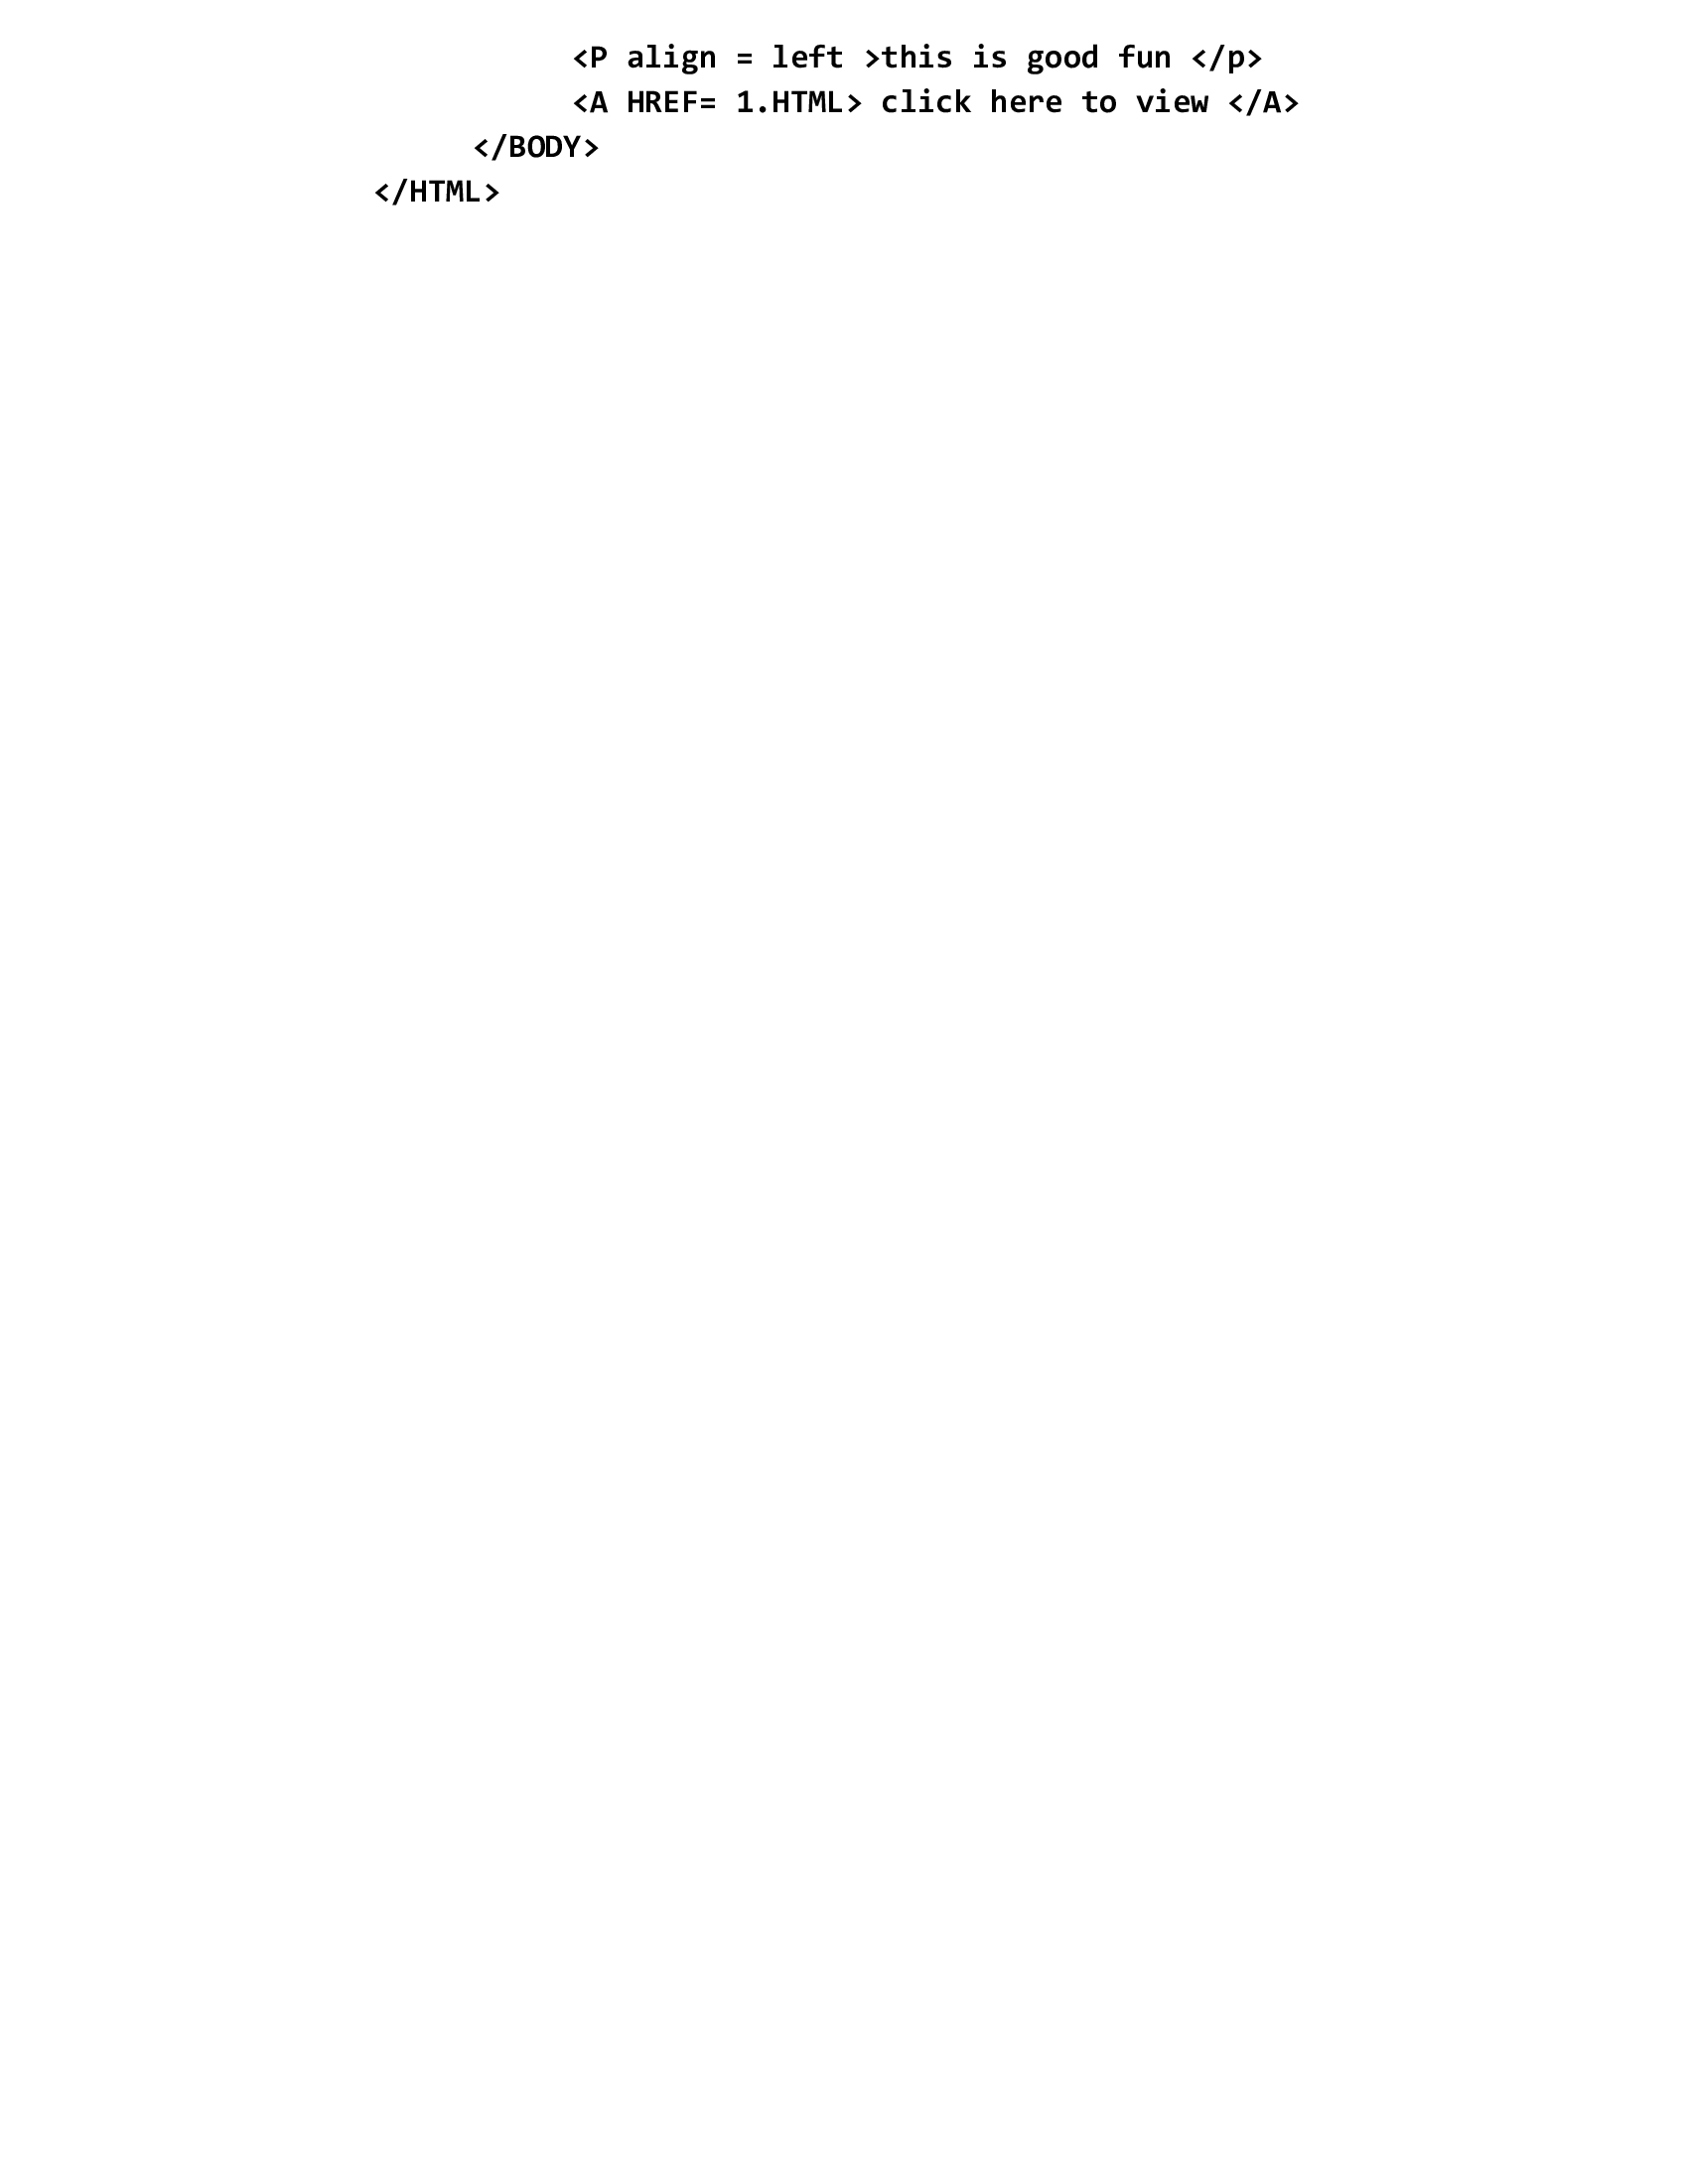 <P align = left >this is good fun </p>
<A HREF= 1.HTML> click here to view </A>
</BODY>
</HTML>